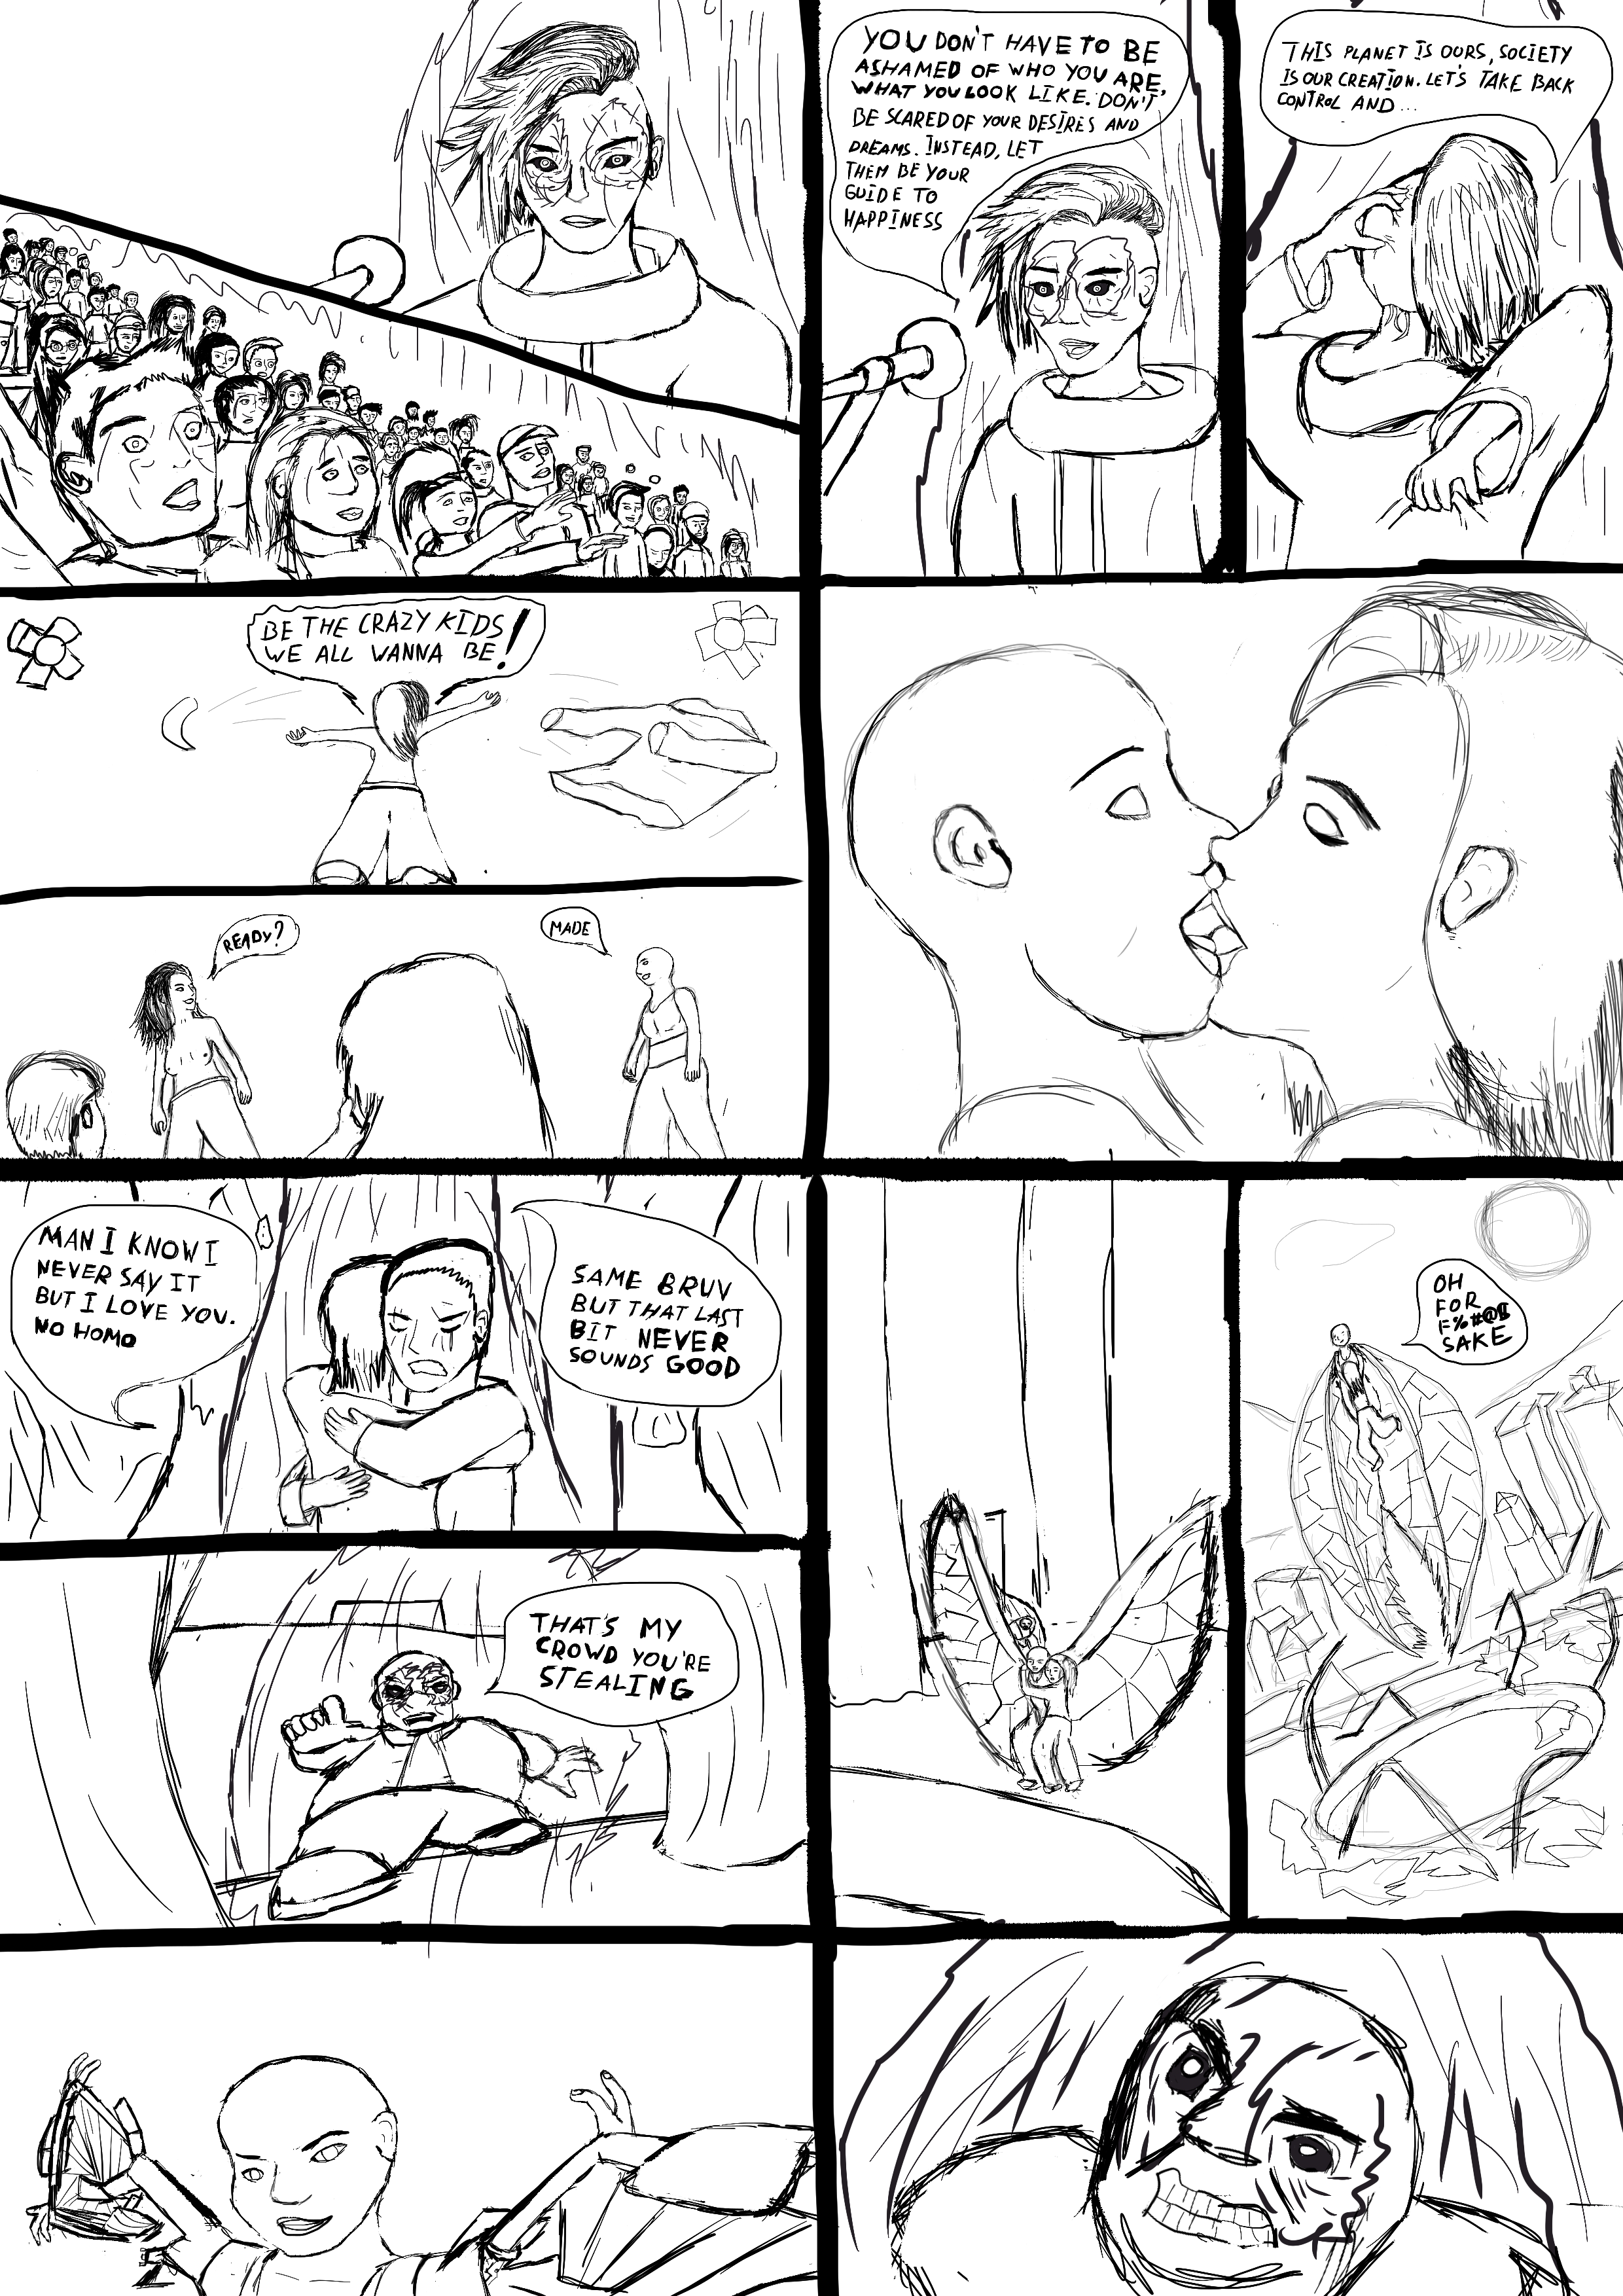 YOU DON'T HAVE TO BE
ASHAMED OF WHO YOU ARE,
WHAT YOU LOOK LIKE. DON'T
BE SCARED OF YOUR DESIRES AND
DREAMS. INSTEAD, LET
THEM BE YOUR
GUIDE TO
HAPPINESS
THIS PLANET IS OURS, SOCIETY
IS OUR CREATION. LET'S TAKE BACK
CONTROL AND...
BE THE CRAZY KIDS
WE ALL WANNA BE!
READY?
MADE
MAN I KNOW I
NEVER SAY IT
BUT I LOVE YOU.
NO HOMO
SAME BRUV
BUT THAT LAST
BIT NEVER
SOUNDS GOOD
THAT'S MY
CROWD YOU'RE
STEALING
OH
FOR
F%#@$
SAKE